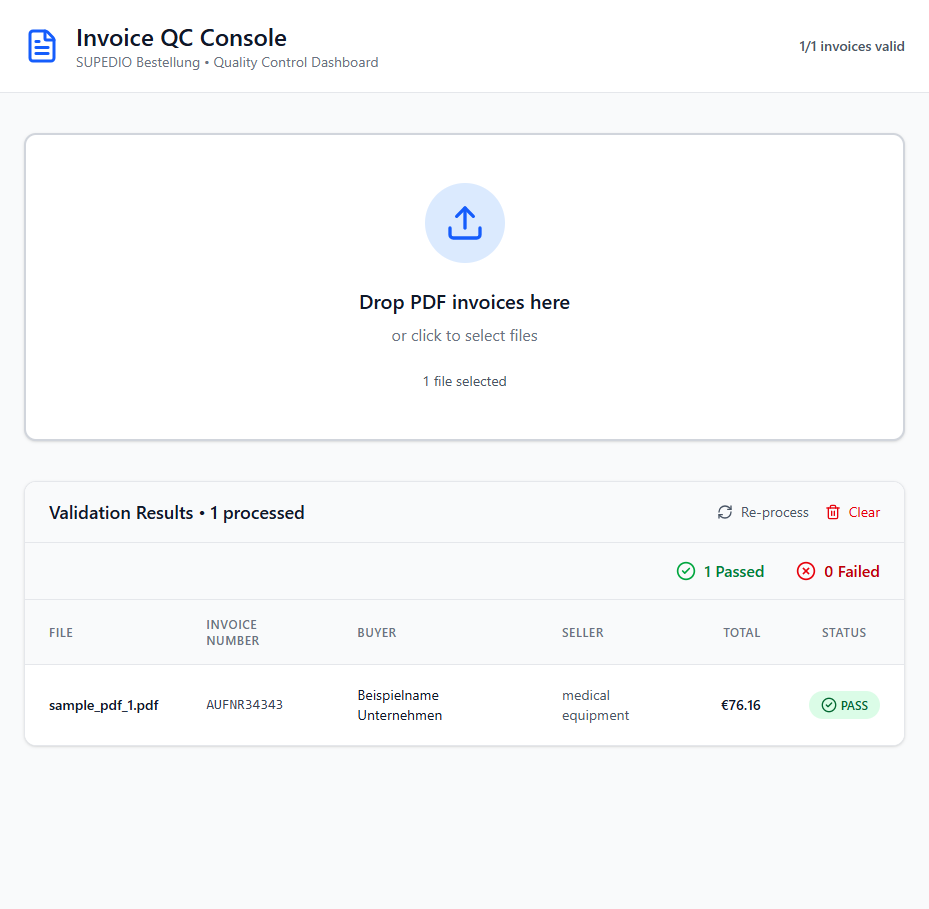 Invoice QC Console
SUPEDIO Bestellung • Quality Control Dashboard
1/1 invoices valid
Drop PDF invoices here
or click to select files
1 file selected
Validation Results • 1 processed
Re-process
Clear
1 Passed
0 Failed
FILE
INVOICE
NUMBER
BUYER
SELLER
TOTAL
STATUS
sample_pdf_1.pdf
AUFNR34343
Beispielname
Unternehmen
medical
equipment
€76.16
PASS